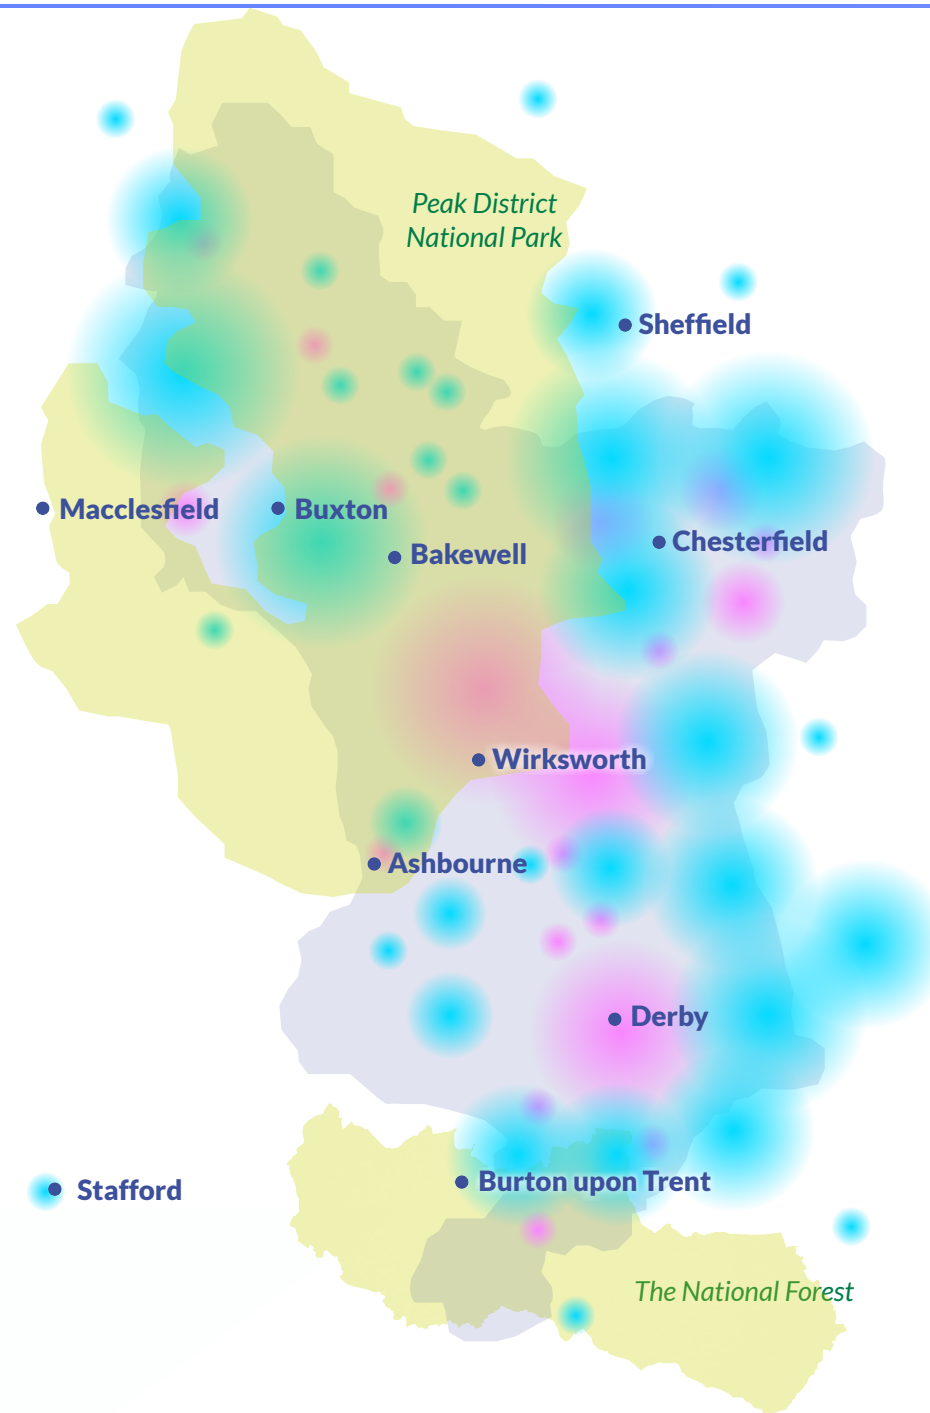 Peak District
National Park
Sheffield
Macclesfield
Buxton
Chesterfield
Bakewell
Wirksworth
Ashbourne
Derby
Burton upon Trent
Stafford
The National Forest